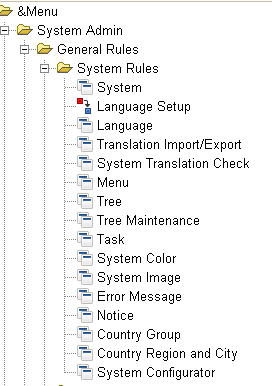 &Menu
System Admin
General Rules
System Rules
System
Language Setup
Language
Translation Import/Export
System Translation Check
Menu
Tree
Tree Maintenance
Task
System Color
System Image
Error Message
Notice
Country Group
Country Region and City
System Configurator